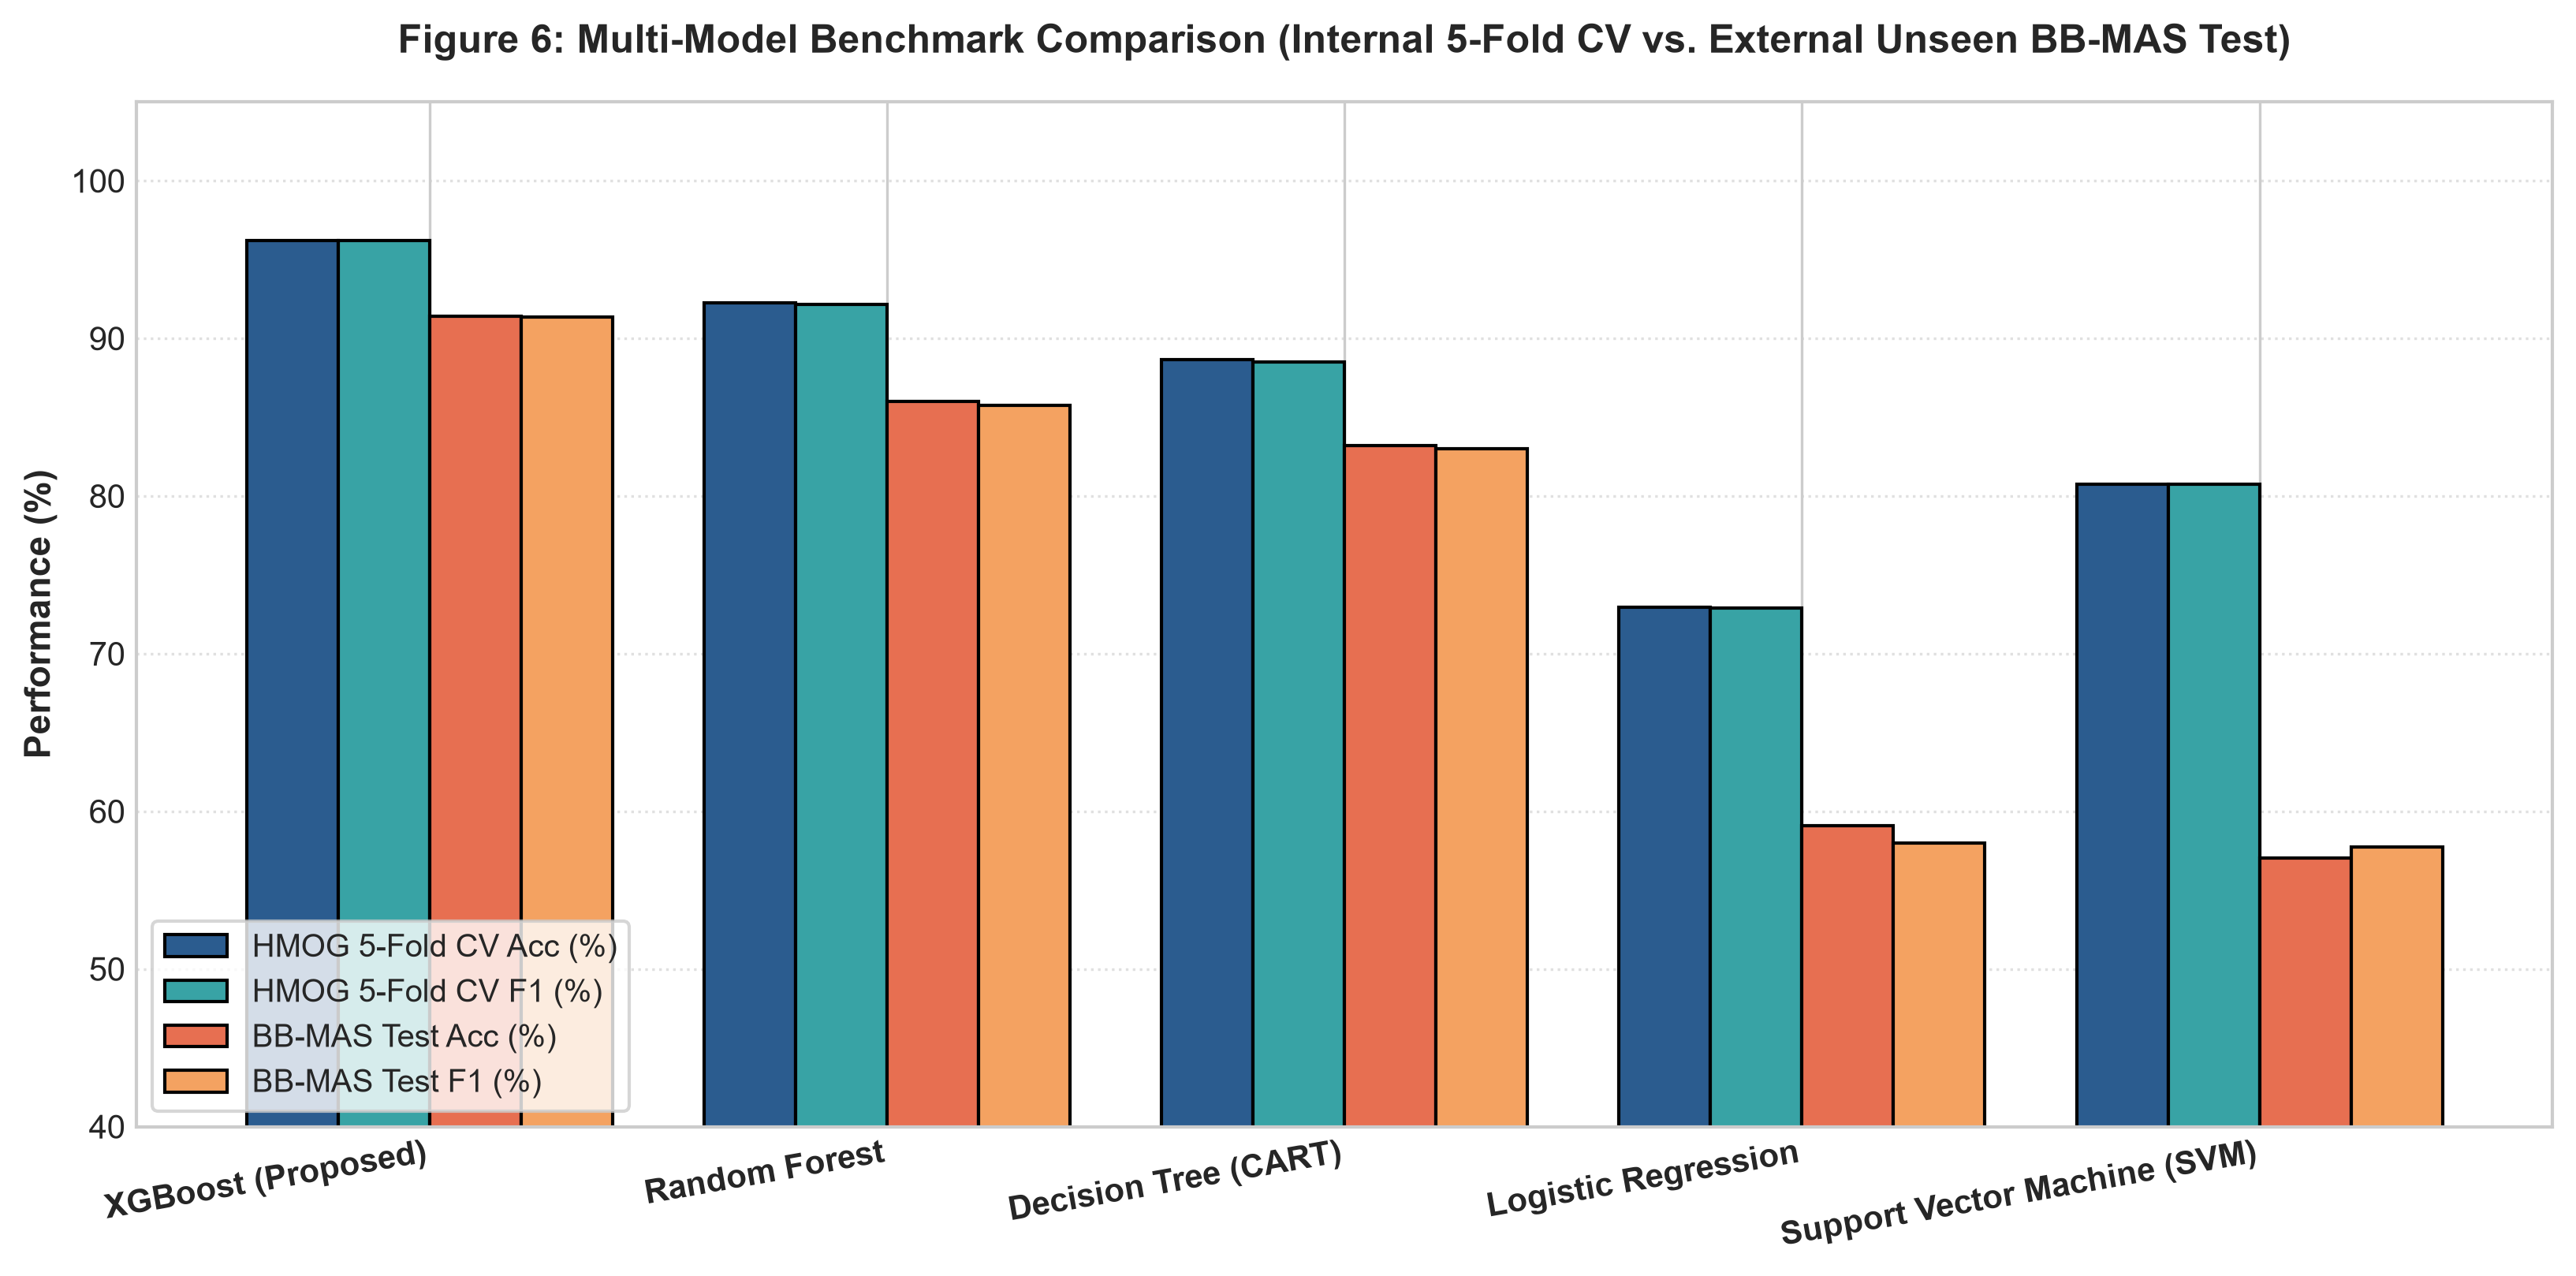 Figure 6: Multi-Model Benchmark Comparison (Internal 5-Fold CV vs. External Unseen BB-MAS Test)
Performance (%)
100
90
80
70
60
50
40
HMOG 5-Fold CV Acc (%)
HMOG 5-Fold CV F1 (%)
BB-MAS Test Acc (%)
BB-MAS Test F1 (%)
XGBoost (Proposed)
Random Forest
Decision Tree (CART)
Logistic Regression
Support Vector Machine (SVM)